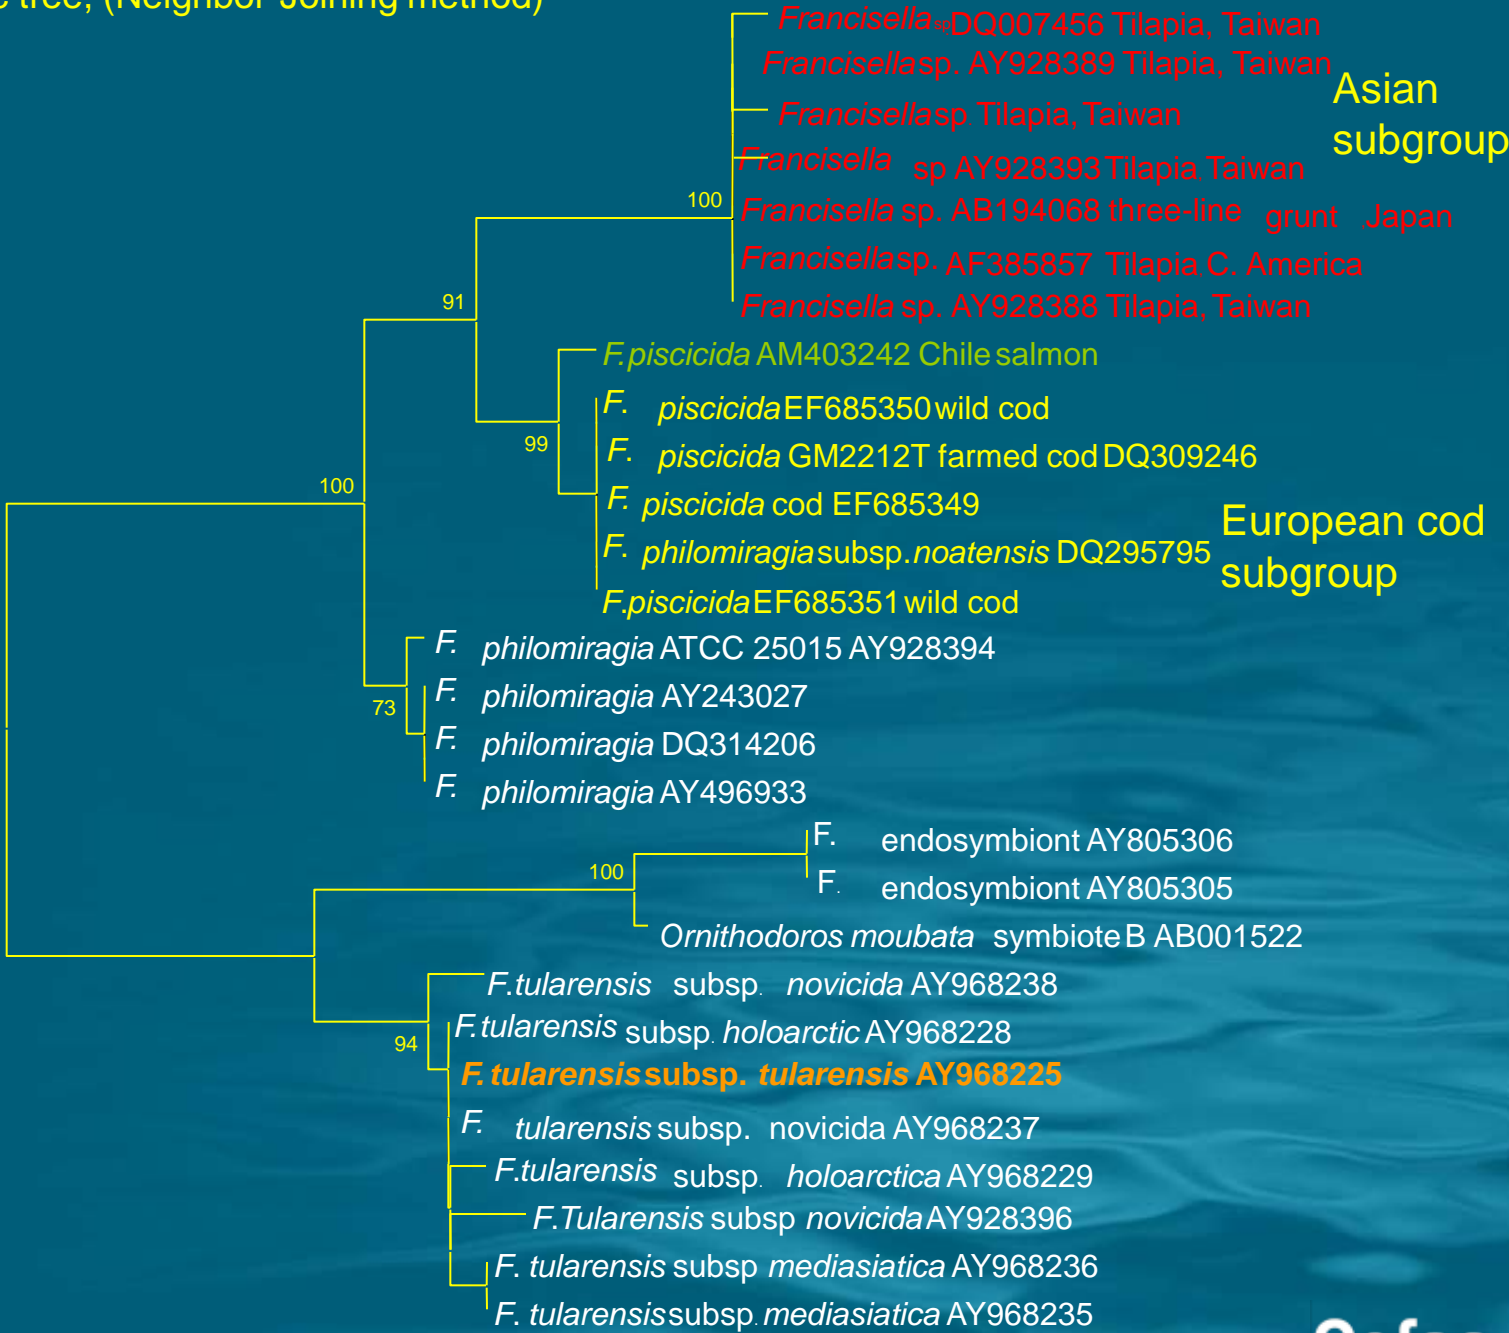 e tree, (Neighbor-Joining method)
Francisella sp. DQ007456 Tilapia, Taiwan
Francisella sp. AY928389 Tilapia, Taiwan
Asian
subgroup
Francisella sp Tilapia, Taiwan
Francisella sp AY928393 Tilapia, Taiwan
100
Francisella sp. AB194068 three-line grunt ,Japan
Francisella sp. AF385857 Tilapia, C. America
91
Francisella sp. AY928388 Tilapia, Taiwan
F.piscicida AM403242 Chile salmon
F. piscicida EF685350 wild cod
99
F. piscicida GM2212T farmed cod DQ309246
100
F. piscicida cod EF685349
European cod
subgroup
F. philomiragia subsp. noatensis DQ295795
F.piscicida EF685351 wild cod
F. philomiragia ATCC 25015 AY928394
F. philomiragia AY243027
73
F. philomiragia DQ314206
F. philomiragia AY496933
F. endosymbiont AY805306
100
F. endosymbiont AY805305
Ornithodoros moubata symbiote B AB001522
F.tularensis subsp. novicida AY968238
F.tularensis subsp. holoarctic AY968228
94
F. tularensis subsp. tularensis AY968225
F. tularensis subsp. novicida AY968237
F.tularensis subsp. holoarctica AY968229
F.Tularensis subsp novicida AY928396
F. tularensis subsp mediasiatica AY968236
F. tularensis subsp. mediasiatica AY968235